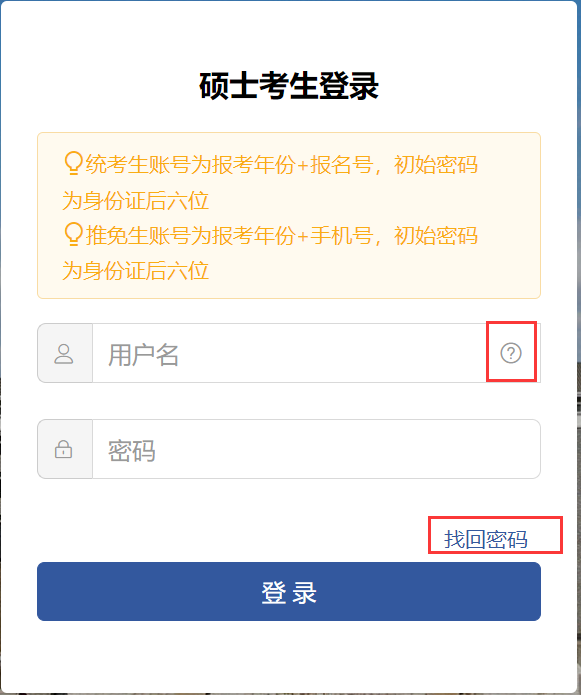 硕士考生登录
统考生账号为报考年份+报名号，初始密码
为身份证后六位
推免生账号为报考年份+手机号，初始密码
为身份证后六位
用户名
密码
找回密码
登录